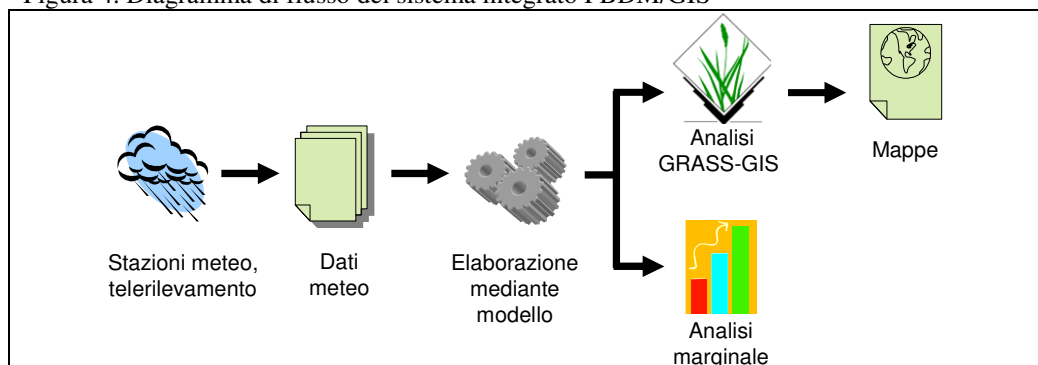 Figura 4. Diagramma di flusso del sistema integrato PBDM/GIS
Stazioni meteo,
telerilevamento
Dati
meteo
Elaborazione
mediante
modello
Analisi
GRASS-GIS
Mappe
Analisi
marginale